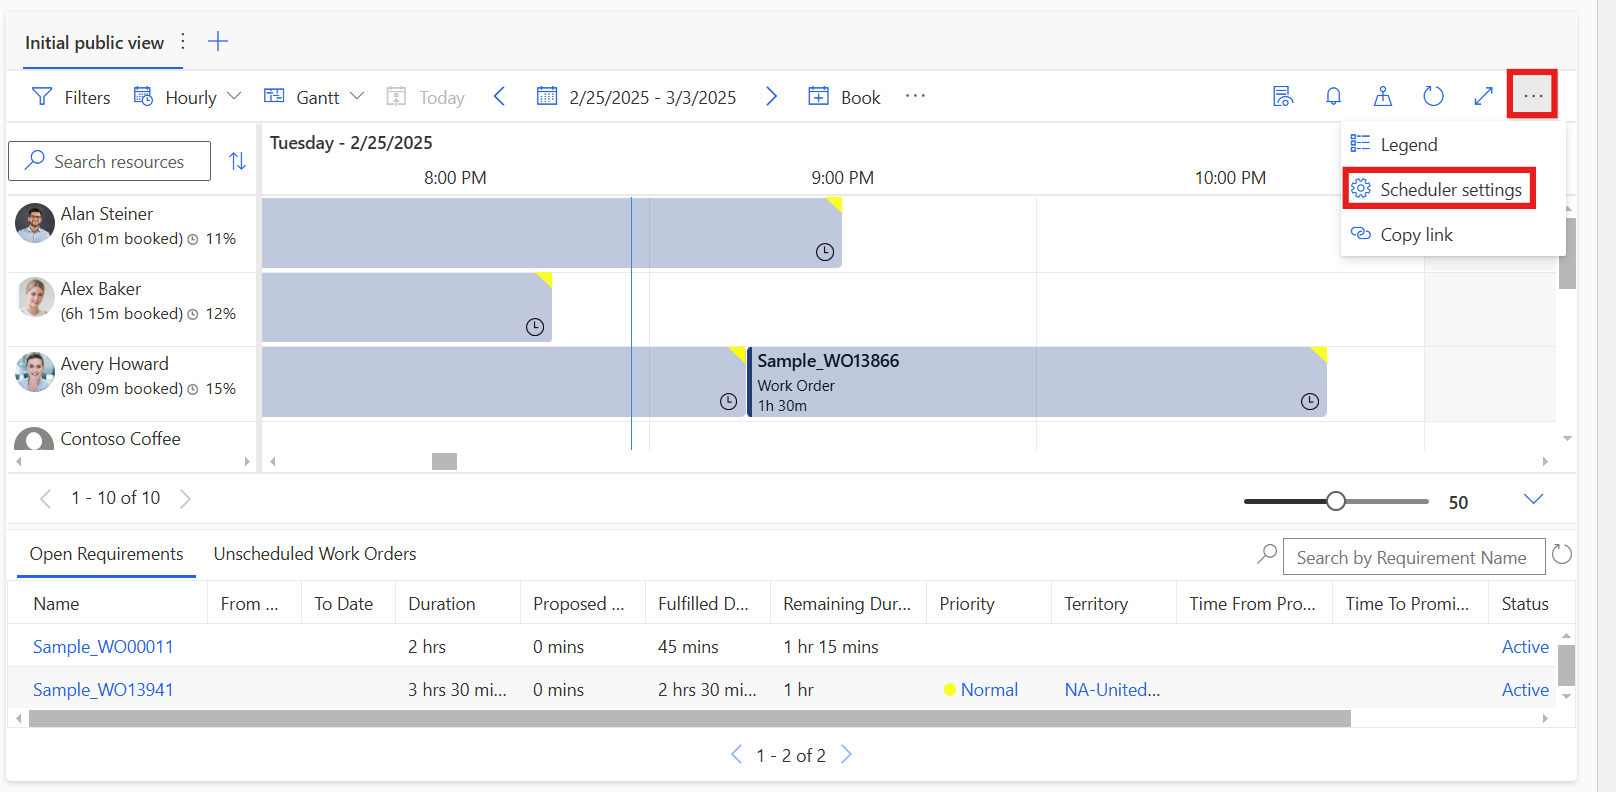 Initial public view
Filters Hourly Gantt Today 2/25/2025 - 3/3/2025 Book
Legend
Scheduler settings
Copy link
Search resources
Tuesday - 2/25/2025
8:00 PM 9:00 PM 10:00 PM
Alan Steiner
(6h 01m booked) 11%
Alex Baker
(6h 15m booked) 12%
Avery Howard
(8h 09m booked) 15%
Sample_WO13866
Work Order
1h 30m
Contoso Coffee
1 - 10 of 10
50
Open Requirements Unscheduled Work Orders
Search by Requirement Name
Name From ... To Date Duration Proposed ... Fulfilled D... Remaining Dur... Priority Territory Time From Pro... Time To Promi... Status
Sample_WO00011 2 hrs 0 mins 45 mins 1 hr 15 mins Active
Sample_WO13941 3 hrs 30 mi... 0 mins 2 hrs 30 mi... 1 hr Normal NA-United... Active
1 - 2 of 2